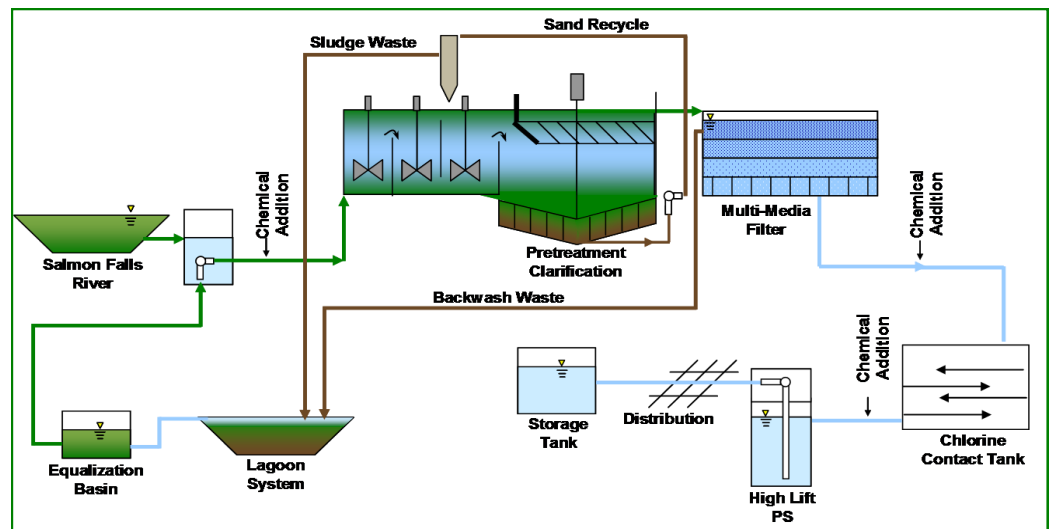 Sand Recycle
Sludge Waste
Chemical
Addition
Salmon Falls
River
Pretreatment
Clarification
Multi-Media
Filter
Chemical
Addition
Backwash Waste
Chemical
Addition
Storage
Tank
Distribution
High Lift
PS
Chlorine
Contact Tank
Equalization
Basin
Lagoon
System